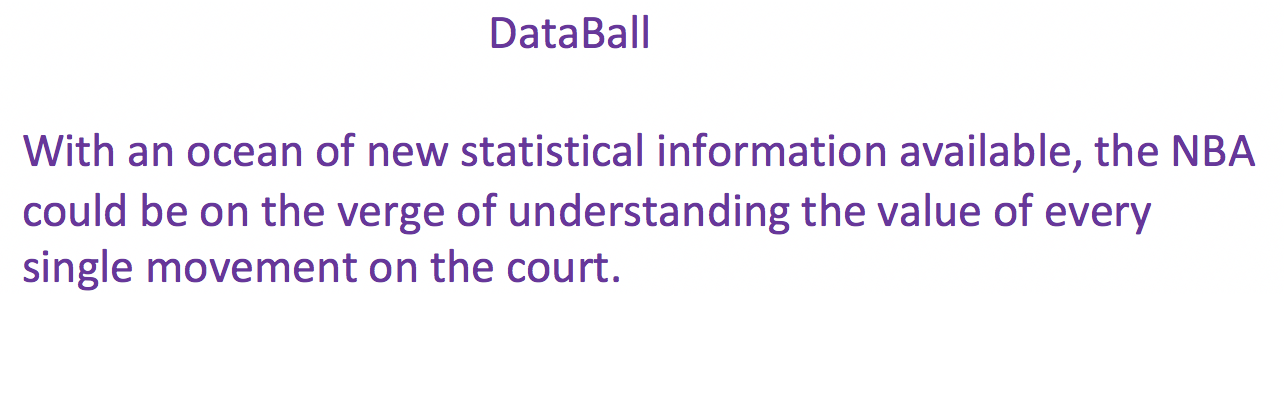 DataBall
With an ocean of new statistical information available, the NBA
could be on the verge of understanding the value of every
single movement on the court.